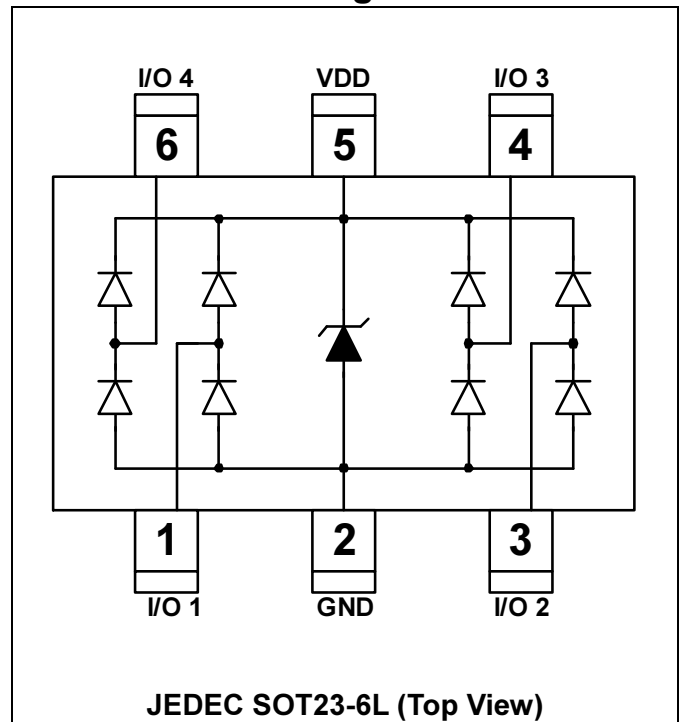 I/O 4 VDD I/O 3
6 5 4
1 2 3
I/O 1 GND I/O 2
JEDEC SOT23-6L (Top View)